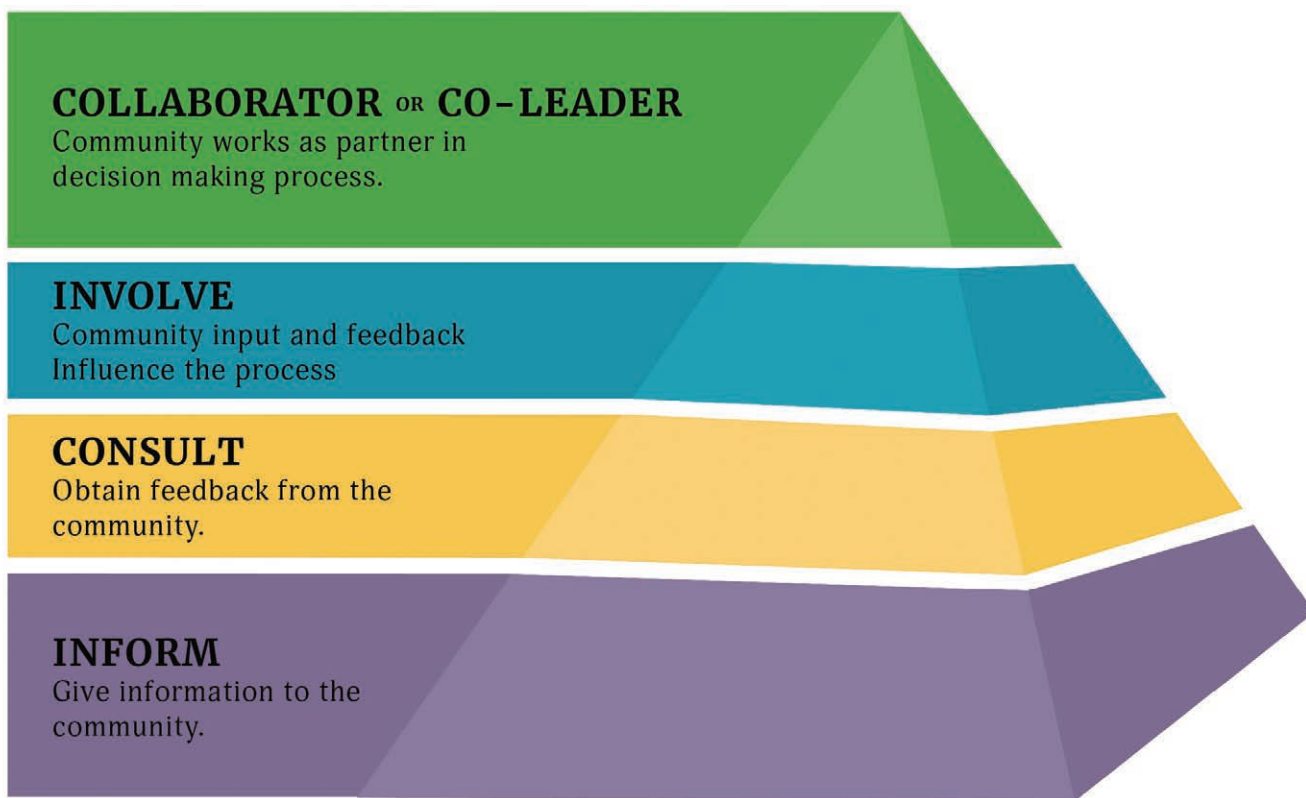 COLLABORATOR OR CO-LEADER
Community works as partner in
decision making process.
INVOLVE
Community input and feedback
Influence the process
CONSULT
Obtain feedback from the
community.
INFORM
Give information to the
community.